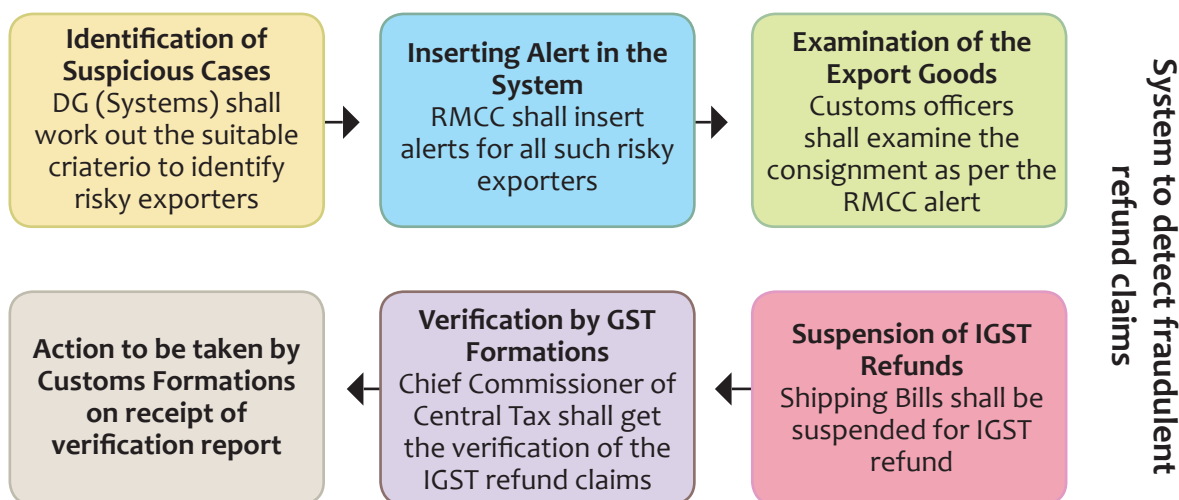 Identification of
Suspicious Cases
DG (Systems) shall
work out the suitable
criaterio to identify
risky exporters
Inserting Alert in the
System
RMCC shall insert
alerts for all such risky
exporters
Examination of the
Export Goods
Customs officers
shall examine the
consignment as per the
RMCC alert
Suspension of IGST
Refunds
Shipping Bills shall be
suspended for IGST
refund
Verification by GST
Formations
Chief Commissioner of
Central Tax shall get
the verification of the
IGST refund claims
Action to be taken by
Customs Formations
on receipt of
verification report
System to detect fraudulent
refund claims